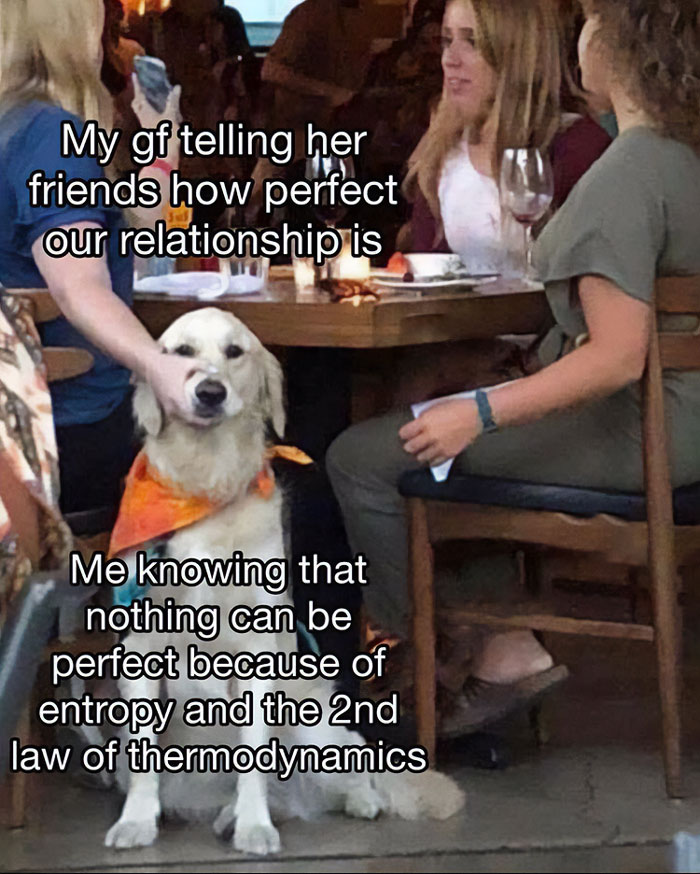 My gf telling her
friends how perfect
our relationship is
Me knowing that
nothing can be
perfect because of
entropy and the 2nd
law of thermodynamics